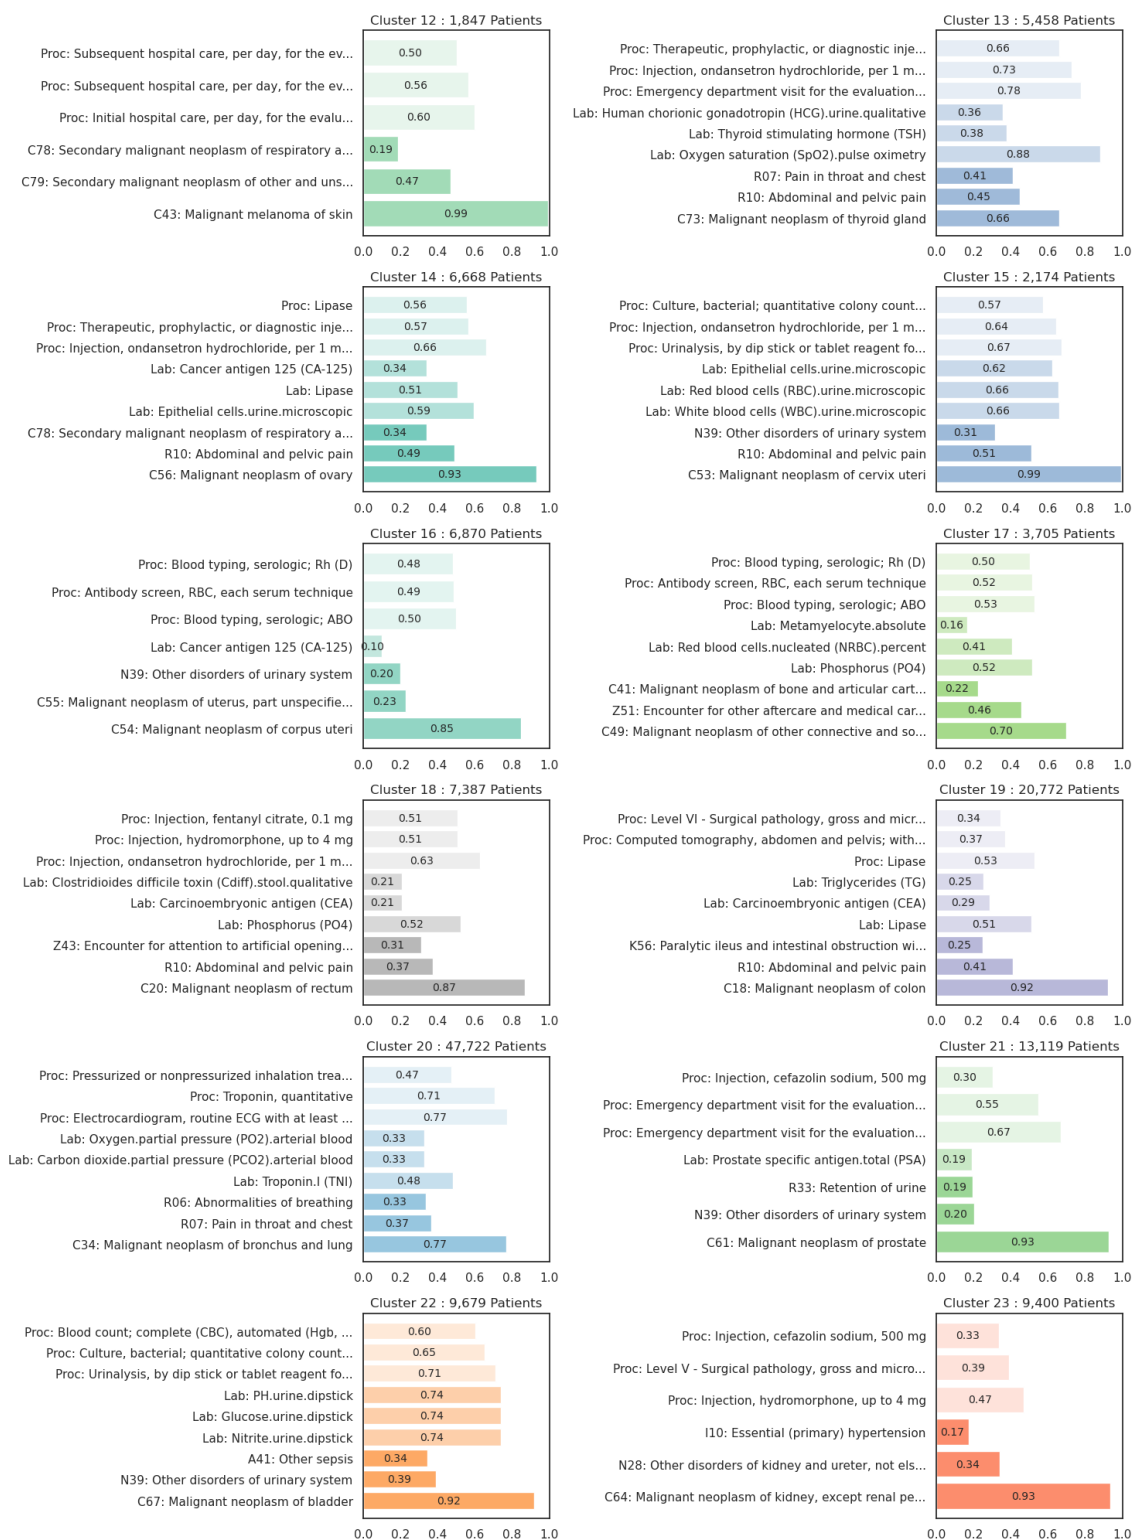 Cluster 12 : 1,847 Patients
Proc: Subsequent hospital care, per day, for the ev... 0.50
Proc: Subsequent hospital care, per day, for the ev... 0.56
Proc: Initial hospital care, per day, for the evalu... 0.60
C78: Secondary malignant neoplasm of respiratory a... 0.19
C79: Secondary malignant neoplasm of other and uns... 0.47
C43: Malignant melanoma of skin 0.99
0.0 0.2 0.4 0.6 0.8 1.0
Cluster 13 : 5,458 Patients
Proc: Therapeutic, prophylactic, or diagnostic inje... 0.66
Proc: Injection, ondansetron hydrochloride, per 1 m... 0.73
Proc: Emergency department visit for the evaluation... 0.78
Lab: Human chorionic gonadotropin (HCG).urine.qualitative 0.36
Lab: Thyroid stimulating hormone (TSH) 0.38
Lab: Oxygen saturation (SpO2).pulse oximetry 0.88
R07: Pain in throat and chest 0.41
R10: Abdominal and pelvic pain 0.45
C73: Malignant neoplasm of thyroid gland 0.66
0.0 0.2 0.4 0.6 0.8 1.0
Cluster 14 : 6,668 Patients
Proc: Lipase 0.56
Proc: Therapeutic, prophylactic, or diagnostic inje... 0.57
Proc: Injection, ondansetron hydrochloride, per 1 m... 0.66
Lab: Cancer antigen 125 (CA-125) 0.34
Lab: Lipase 0.51
Lab: Epithelial cells.urine.microscopic 0.59
C78: Secondary malignant neoplasm of respiratory a... 0.34
R10: Abdominal and pelvic pain 0.49
C56: Malignant neoplasm of ovary 0.93
0.0 0.2 0.4 0.6 0.8 1.0
Cluster 15 : 2,174 Patients
Proc: Culture, bacterial; quantitative colony count... 0.57
Proc: Injection, ondansetron hydrochloride, per 1 m... 0.64
Proc: Urinalysis, by dip stick or tablet reagent fo... 0.67
Lab: Epithelial cells.urine.microscopic 0.62
Lab: Red blood cells (RBC).urine.microscopic 0.66
Lab: White blood cells (WBC).urine.microscopic 0.66
N39: Other disorders of urinary system 0.31
R10: Abdominal and pelvic pain 0.51
C53: Malignant neoplasm of cervix uteri 0.99
0.0 0.2 0.4 0.6 0.8 1.0
Cluster 16 : 6,870 Patients
Proc: Blood typing, serologic; Rh (D) 0.48
Proc: Antibody screen, RBC, each serum technique 0.49
Proc: Blood typing, serologic; ABO 0.50
Lab: Cancer antigen 125 (CA-125) 0.10
N39: Other disorders of urinary system 0.20
C55: Malignant neoplasm of uterus, part unspecifie... 0.23
C54: Malignant neoplasm of corpus uteri 0.85
0.0 0.2 0.4 0.6 0.8 1.0
Cluster 17 : 3,705 Patients
Proc: Blood typing, serologic; Rh (D) 0.50
Proc: Antibody screen, RBC, each serum technique 0.52
Proc: Blood typing, serologic; ABO 0.53
Lab: Metamyelocyte.absolute 0.16
Lab: Red blood cells.nucleated (NRBC).percent 0.41
Lab: Phosphorus (PO4) 0.52
C41: Malignant neoplasm of bone and articular cart... 0.22
Z51: Encounter for other aftercare and medical car... 0.46
C49: Malignant neoplasm of other connective and so... 0.70
0.0 0.2 0.4 0.6 0.8 1.0
Cluster 18 : 7,387 Patients
Proc: Injection, fentanyl citrate, 0.1 mg 0.51
Proc: Injection, hydromorphone, up to 4 mg 0.51
Proc: Injection, ondansetron hydrochloride, per 1 m... 0.63
Lab: Clostridioides difficile toxin (Cdiff).stool.qualitative 0.21
Lab: Carcinoembryonic antigen (CEA) 0.21
Lab: Phosphorus (PO4) 0.52
Z43: Encounter for attention to artificial opening... 0.31
R10: Abdominal and pelvic pain 0.37
C20: Malignant neoplasm of rectum 0.87
0.0 0.2 0.4 0.6 0.8 1.0
Cluster 19 : 20,772 Patients
Proc: Level VI - Surgical pathology, gross and micr... 0.34
Proc: Computed tomography, abdomen and pelvis; with... 0.37
Proc: Lipase 0.53
Lab: Triglycerides (TG) 0.25
Lab: Carcinoembryonic antigen (CEA) 0.29
Lab: Lipase 0.51
K56: Paralytic ileus and intestinal obstruction wi... 0.25
R10: Abdominal and pelvic pain 0.41
C18: Malignant neoplasm of colon 0.92
0.0 0.2 0.4 0.6 0.8 1.0
Cluster 20 : 47,722 Patients
Proc: Pressurized or nonpressurized inhalation trea... 0.47
Proc: Troponin, quantitative 0.71
Proc: Electrocardiogram, routine ECG with at least ... 0.77
Lab: Oxygen.partial pressure (PO2).arterial blood 0.33
Lab: Carbon dioxide.partial pressure (PCO2).arterial blood 0.33
Lab: Troponin.I (TNI) 0.48
R06: Abnormalities of breathing 0.33
R07: Pain in throat and chest 0.37
C34: Malignant neoplasm of bronchus and lung 0.77
0.0 0.2 0.4 0.6 0.8 1.0
Cluster 21 : 13,119 Patients
Proc: Injection, cefazolin sodium, 500 mg 0.30
Proc: Emergency department visit for the evaluation... 0.55
Proc: Emergency department visit for the evaluation... 0.67
Lab: Prostate specific antigen.total (PSA) 0.19
R33: Retention of urine 0.19
N39: Other disorders of urinary system 0.20
C61: Malignant neoplasm of prostate 0.93
0.0 0.2 0.4 0.6 0.8 1.0
Cluster 22 : 9,679 Patients
Proc: Blood count; complete (CBC), automated (Hgb, ... 0.60
Proc: Culture, bacterial; quantitative colony count... 0.65
Proc: Urinalysis, by dip stick or tablet reagent fo... 0.71
Lab: PH.urine.dipstick 0.74
Lab: Glucose.urine.dipstick 0.74
Lab: Nitrite.urine.dipstick 0.74
A41: Other sepsis 0.34
N39: Other disorders of urinary system 0.39
C67: Malignant neoplasm of bladder 0.92
0.0 0.2 0.4 0.6 0.8 1.0
Cluster 23 : 9,400 Patients
Proc: Injection, cefazolin sodium, 500 mg 0.33
Proc: Level V - Surgical pathology, gross and micro... 0.39
Proc: Injection, hydromorphone, up to 4 mg 0.47
I10: Essential (primary) hypertension 0.17
N28: Other disorders of kidney and ureter, not els... 0.34
C64: Malignant neoplasm of kidney, except renal pe... 0.93
0.0 0.2 0.4 0.6 0.8 1.0